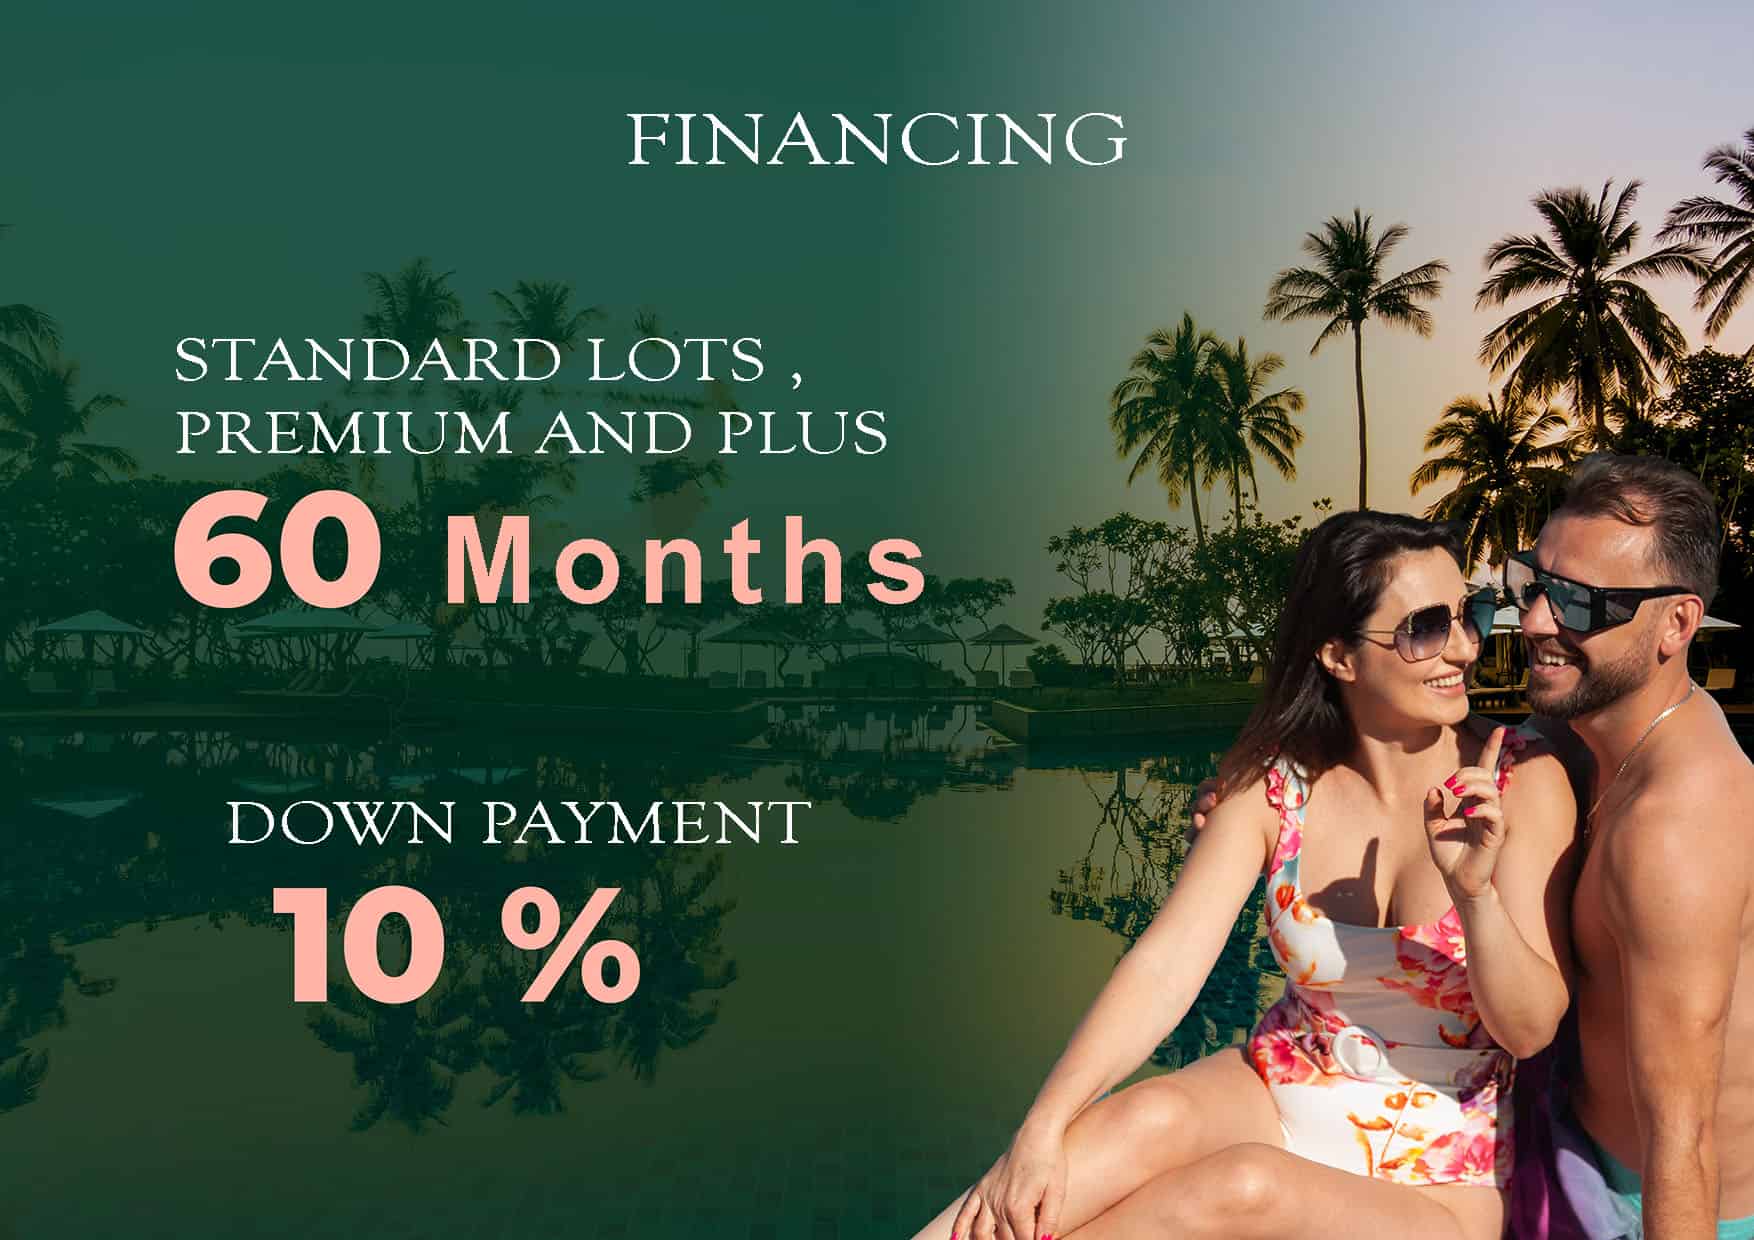 FINANCING
STANDARD LOTS ,
PREMIUM AND PLUS
60 Months
DOWN PAYMENT
10 %